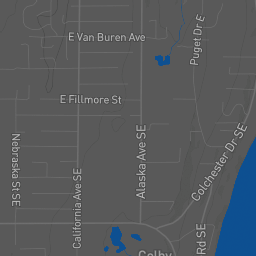 E Van Buren Ave
Puget Dr E
E Fillmore St
Nebraska St SE
California Ave SE
Alaska Ave SE
Colchester Dr SE
Rd SE
Colby